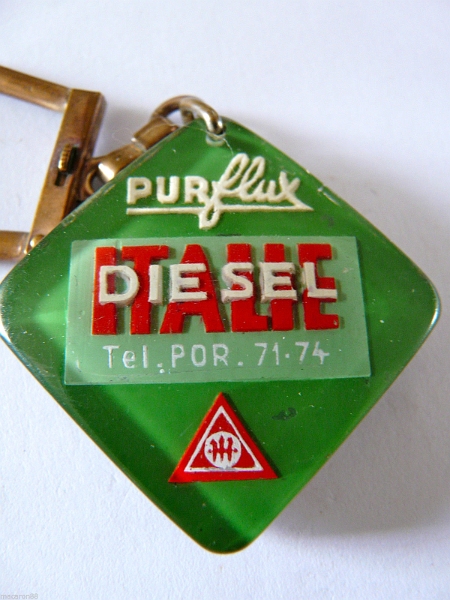 PURflux
ITALIE
DIESEL
Tel. POR. 71-74